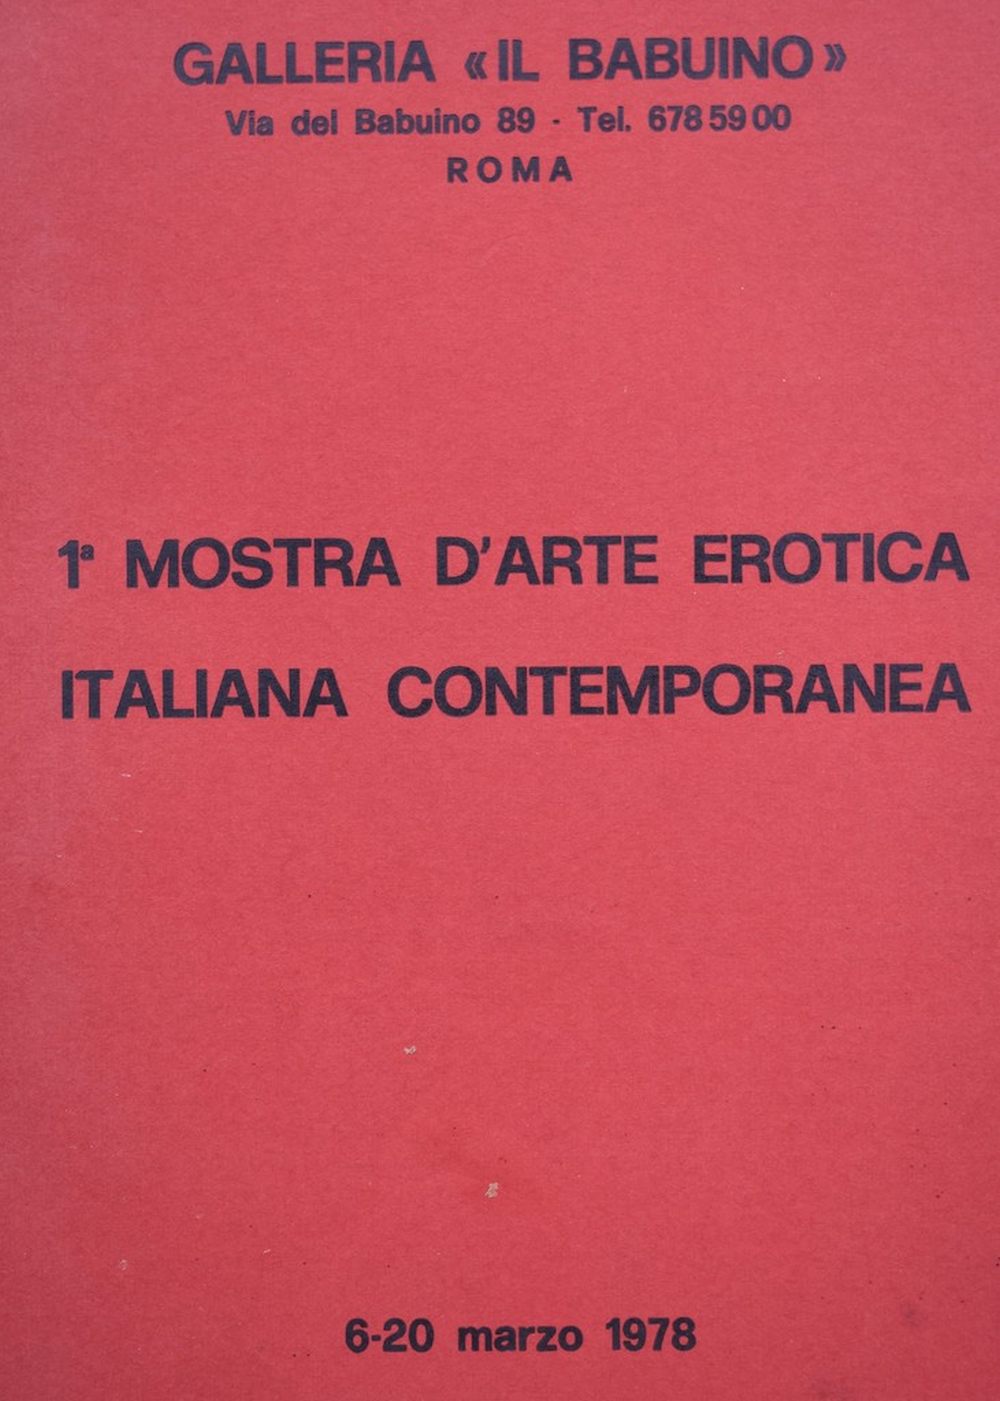 GALLERIA «IL BABUINO»
Via del Babuino 89 - Tel. 678 59 00
ROMA
1ª MOSTRA D'ARTE EROTICA
ITALIANA CONTEMPORANEA
6-20 marzo 1978